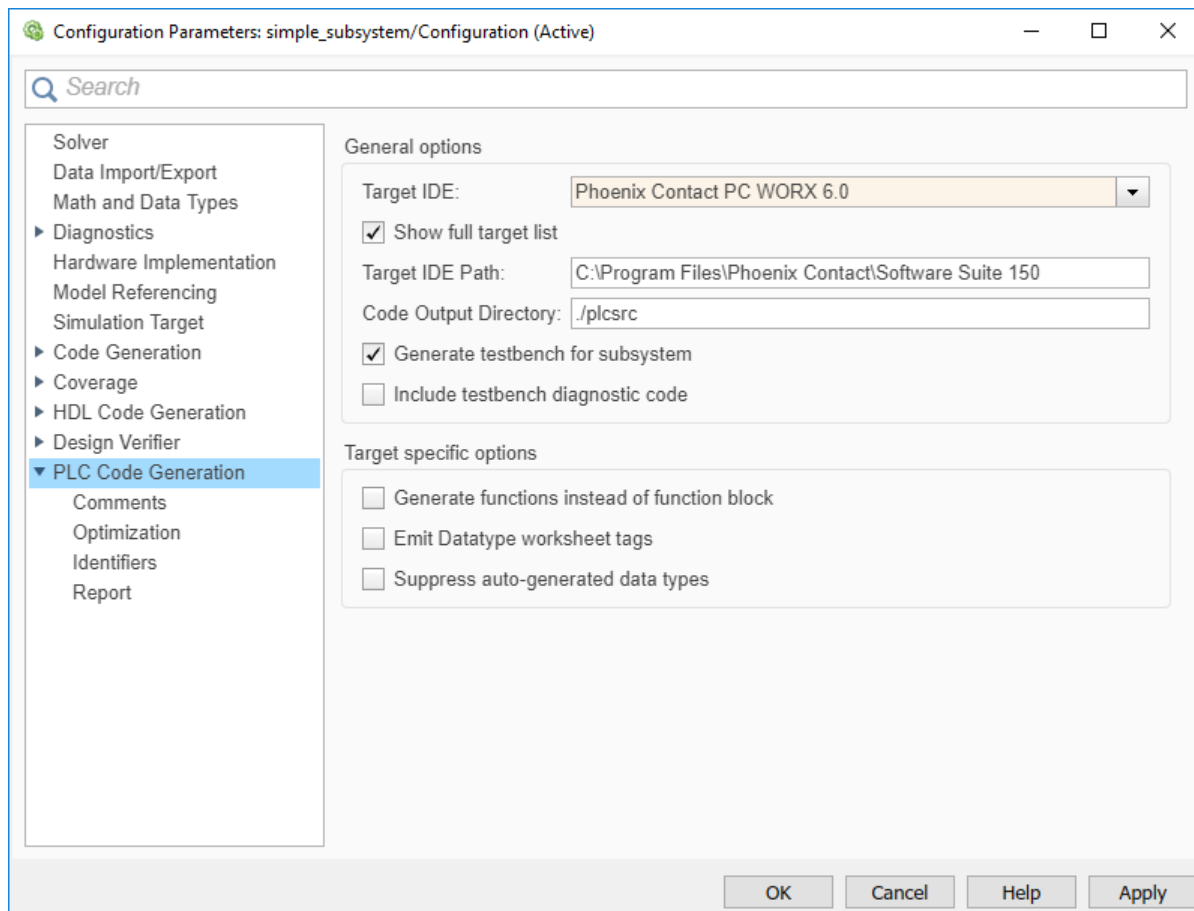 Configuration Parameters: simple_subsystem/Configuration (Active)
Search
Solver
Data Import/Export
Math and Data Types
Diagnostics
Hardware Implementation
Model Referencing
Simulation Target
Code Generation
Coverage
HDL Code Generation
Design Verifier
PLC Code Generation
Comments
Optimization
Identifiers
Report
General options
Target IDE: Phoenix Contact PC WORX 6.0
Show full target list
Target IDE Path: C:\Program Files\Phoenix Contact\Software Suite 150
Code Output Directory: ./plcsrc
Generate testbench for subsystem
Include testbench diagnostic code
Target specific options
Generate functions instead of function block
Emit Datatype worksheet tags
Suppress auto-generated data types
OK Cancel Help Apply